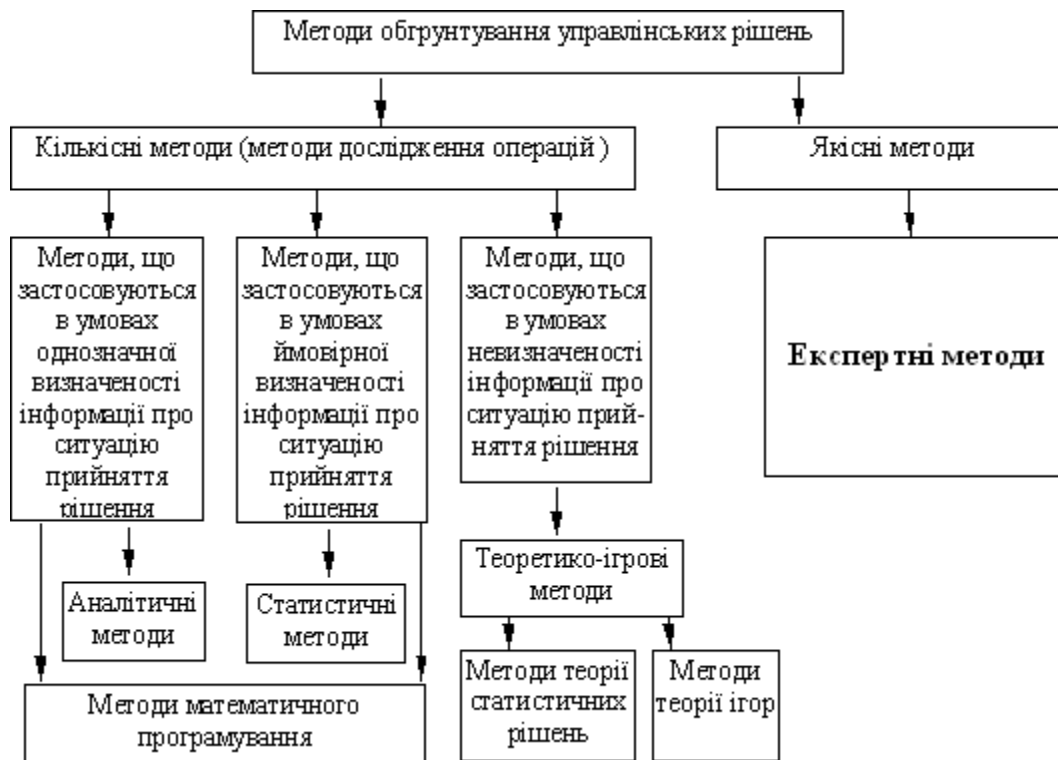 Методи обгрунтування управлінських рішень
Кількісні методи (методи дослідження операцій )
Якісні методи
Методи, що
застосовуються
в умовах
однозначної
визначеності
інформації про
ситуацію
прийняття
рішення
Методи, що
застосовуються
в умовах
ймовірної
визначеності
інформації про
ситуацію
прийняття
рішення
Методи, що
застосовуються
в умовах
невизначеності
інформації про
ситуацію прий-
няття рішення
Експертні методи
Аналітичні
методи
Статистичні
методи
Теоретико-ігрові
методи
Методи математичного
програмування
Методи теорії
статистичних
рішень
Методи
теорії ігор